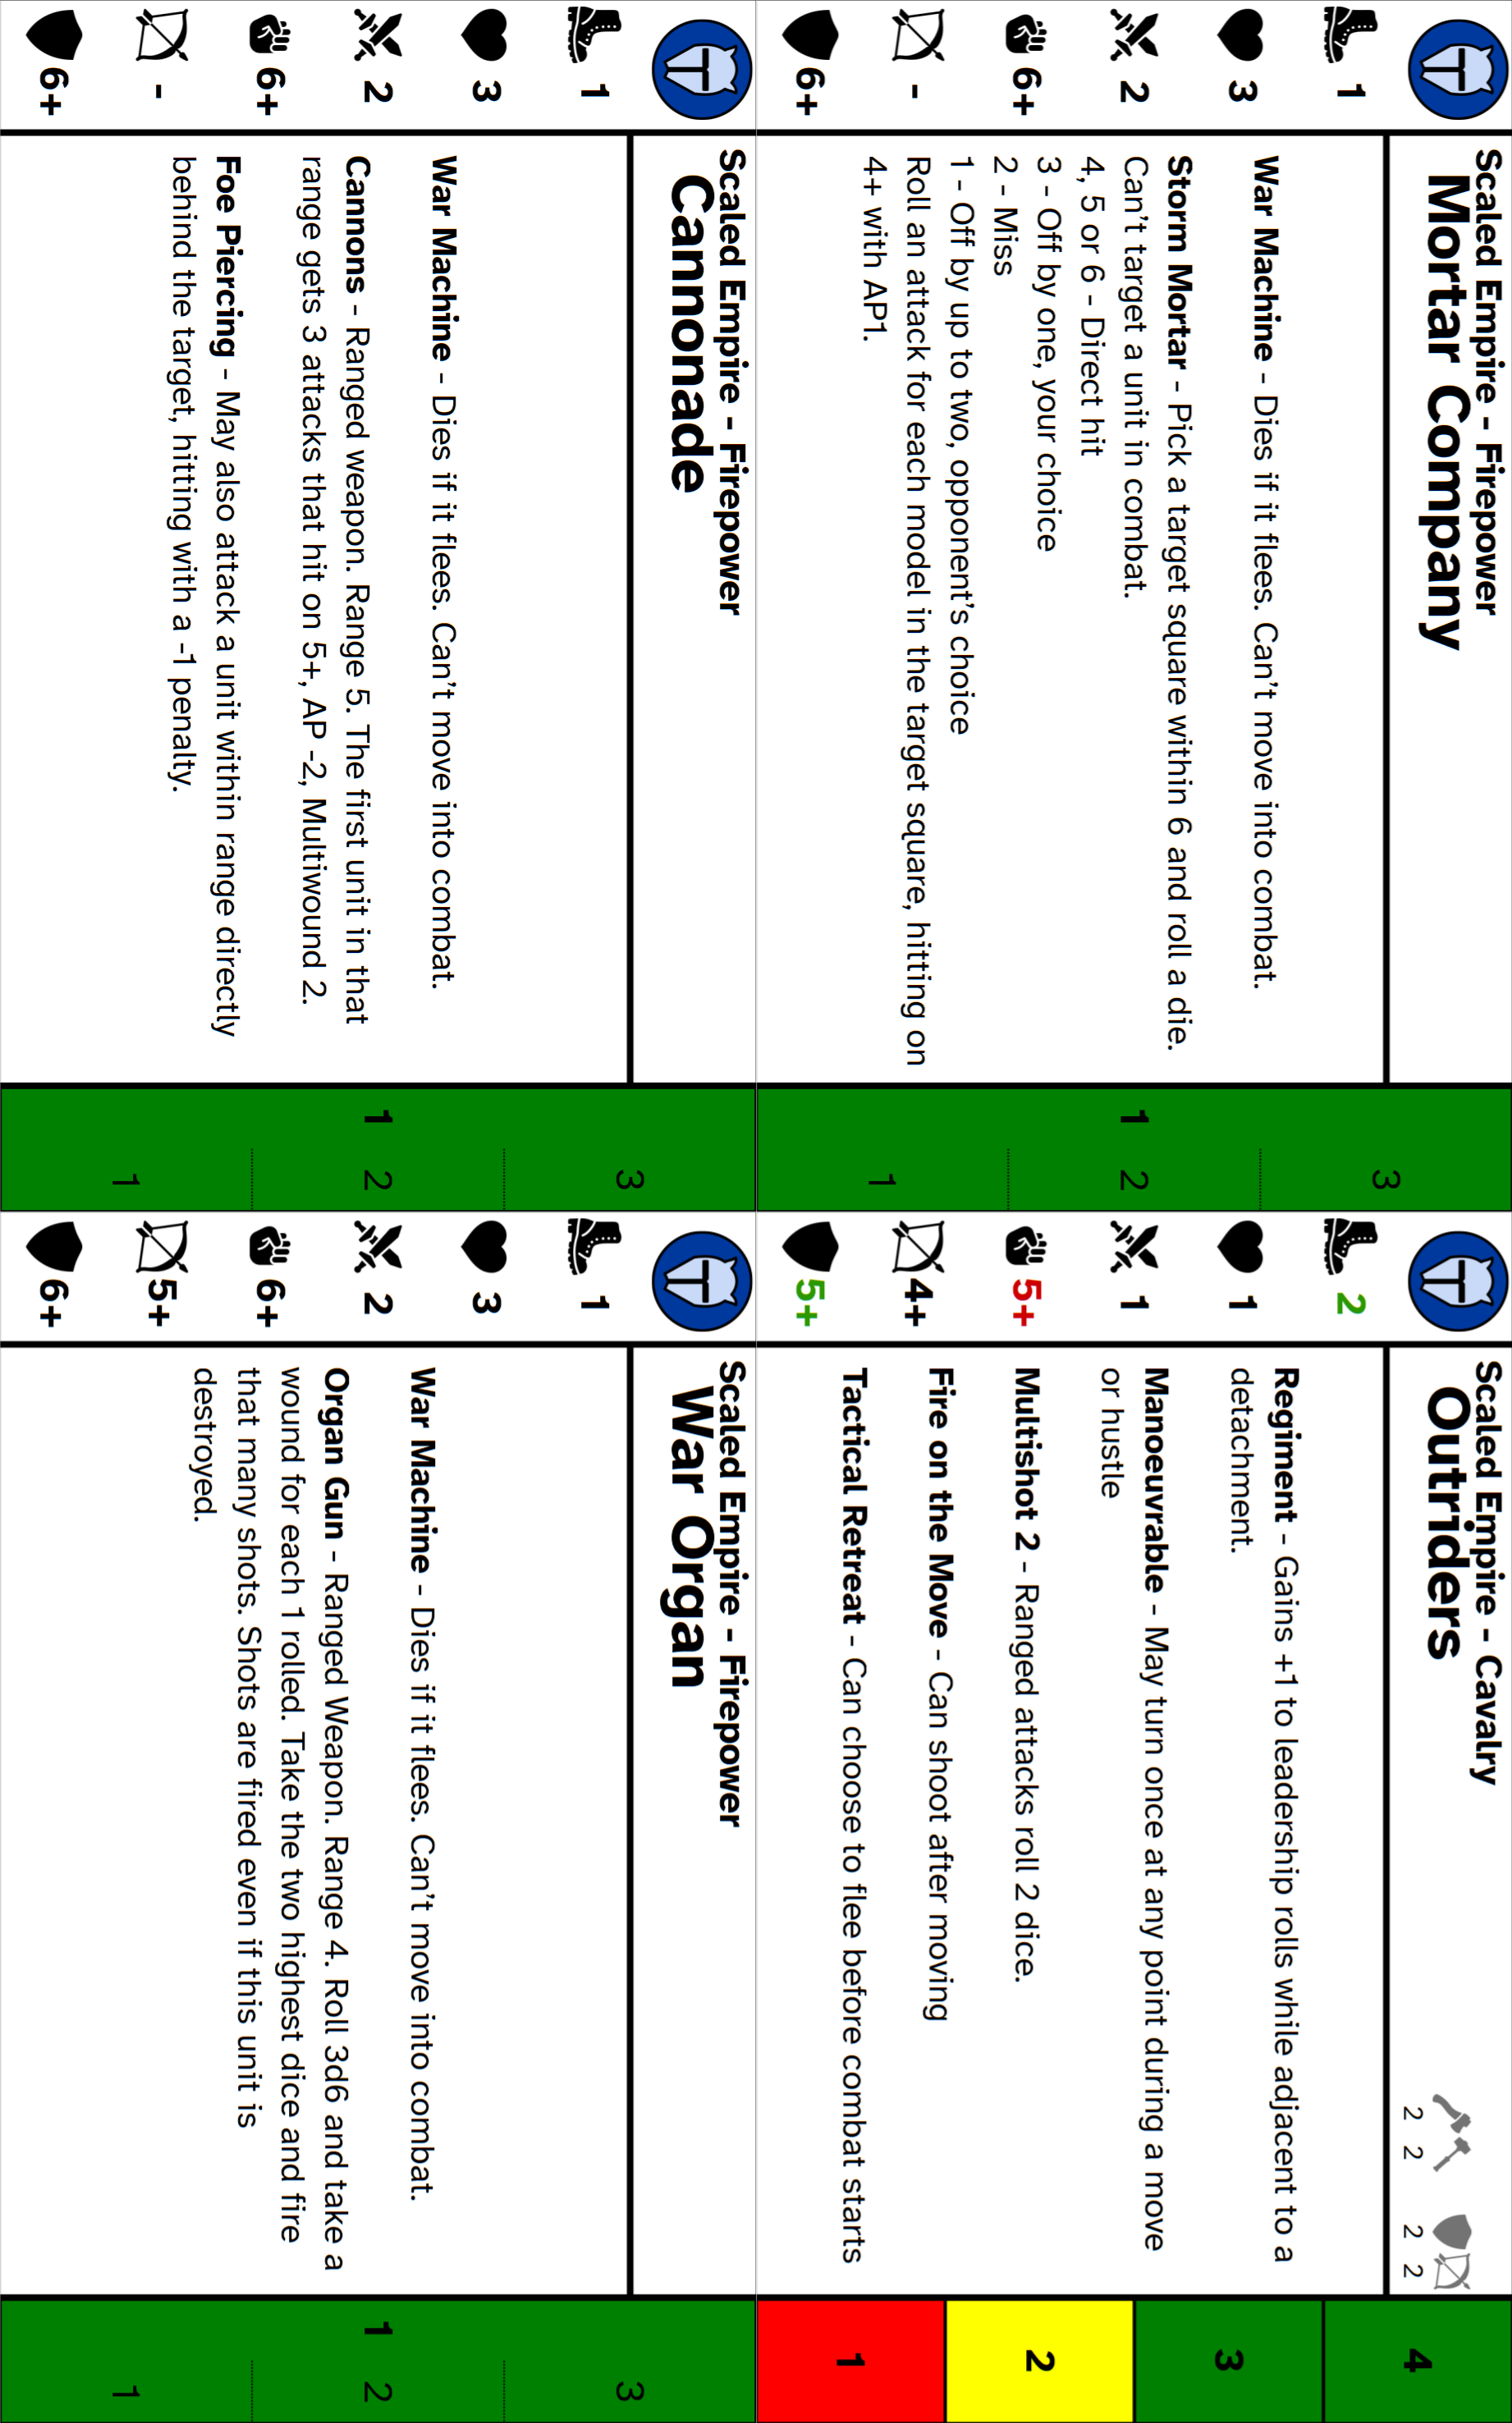 Scaled Empire - Firepower
Mortar Company
1
3
2
6+
-
6+
War Machine - Dies if it flees. Can't move into combat.
Storm Mortar - Pick a target square within 6 and roll a die.
Can't target a unit in combat.
4, 5 or 6 - Direct hit
3 - Off by one, your choice
2 - Miss
1 - Off by up to two, opponent's choice
Roll an attack for each model in the target square, hitting on
4+ with AP1.
1
3
2
1
Scaled Empire - Cavalry
Outriders
2 2 2 2
2
1
1
5+
4+
5+
Regiment - Gains +1 to leadership rolls while adjacent to a
detachment.
Manoeuvrable - May turn once at any point during a move
or hustle
Multishot 2 - Ranged attacks roll 2 dice.
Fire on the Move - Can shoot after moving
Tactical Retreat - Can choose to flee before combat starts
4
3
2
1
Scaled Empire - Firepower
Cannonade
1
3
2
6+
-
6+
War Machine - Dies if it flees. Can't move into combat.
Cannons - Ranged weapon. Range 5. The first unit in that
range gets 3 attacks that hit on 5+, AP -2, Multiwound 2.
Foe Piercing - May also attack a unit within range directly
behind the target, hitting with a -1 penalty.
1
3
2
1
Scaled Empire - Firepower
War Organ
1
3
2
6+
5+
6+
War Machine - Dies if it flees. Can't move into combat.
Organ Gun - Ranged Weapon. Range 4. Roll 3d6 and take a
wound for each 1 rolled. Take the two highest dice and fire
that many shots. Shots are fired even if this unit is
destroyed.
1
3
2
1